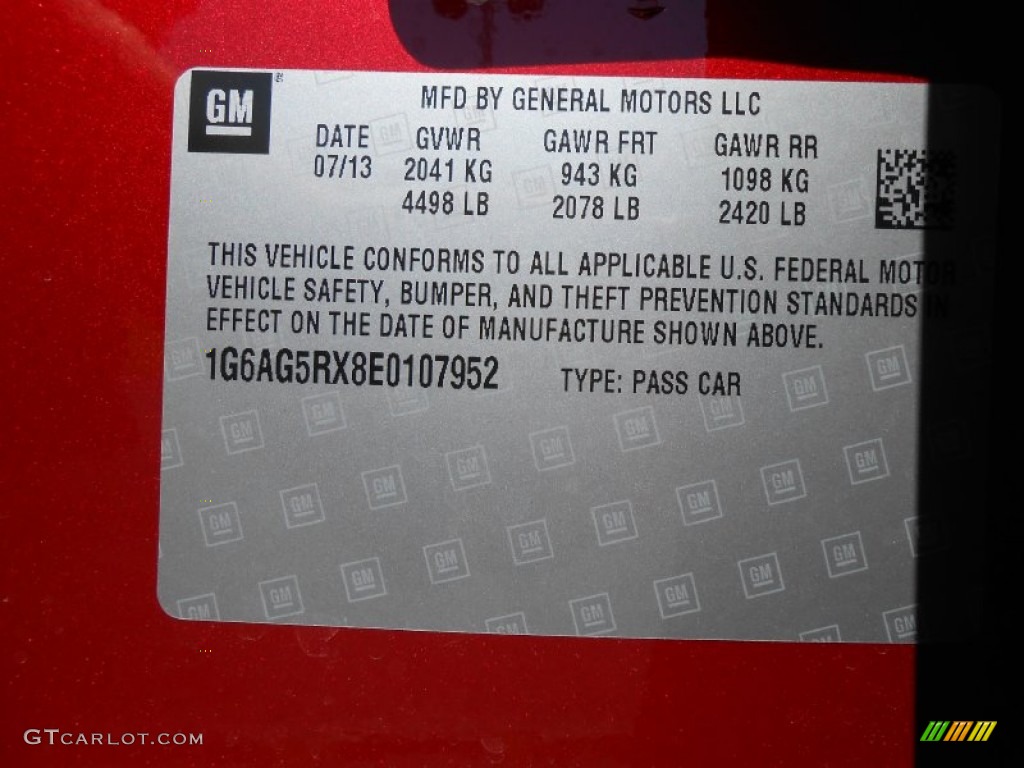 GM
MFD BY GENERAL MOTORS LLC
DATE GVWR GAWR FRT GAWR RR
07/13 2041 KG 943 KG 1098 KG
4498 LB 2078 LB 2420 LB
THIS VEHICLE CONFORMS TO ALL APPLICABLE U.S. FEDERAL MOTOR
VEHICLE SAFETY, BUMPER, AND THEFT PREVENTION STANDARDS IN
EFFECT ON THE DATE OF MANUFACTURE SHOWN ABOVE.
1G6AG5RX8E0107952 TYPE: PASS CAR
GTCARLOT.COM